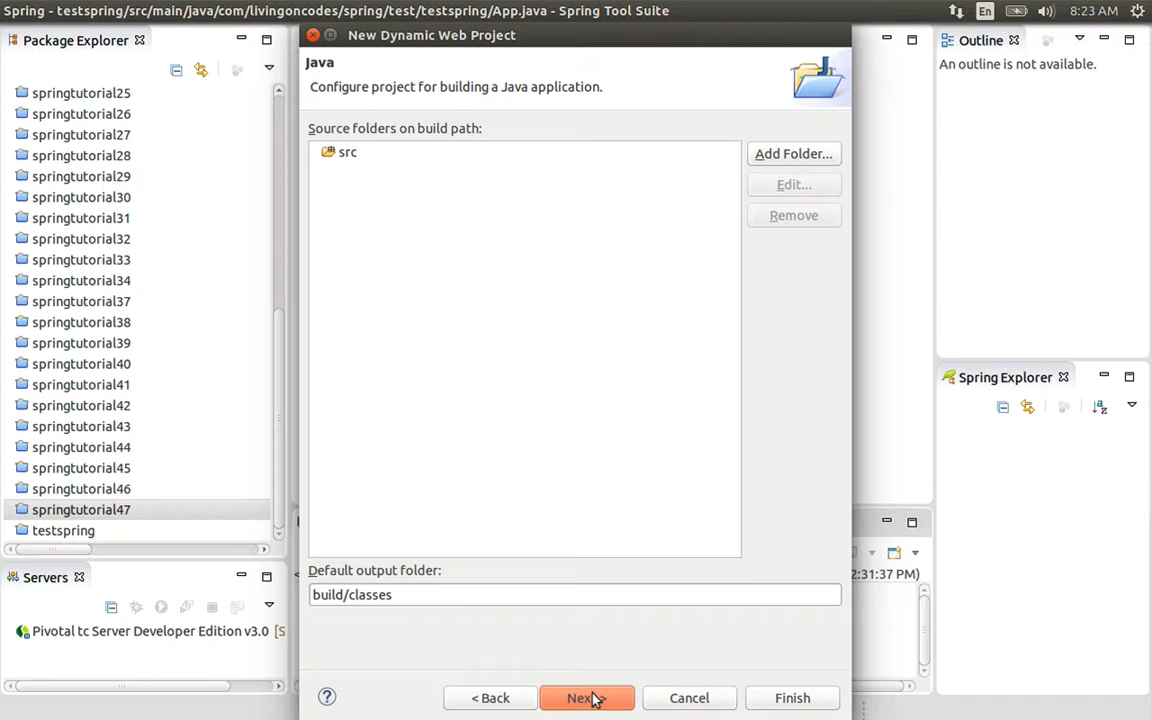 Spring - testspring/src/main/java/com/livingoncodes/spring/test/testspring/App.java - Spring Tool Suite
En
8:23 AM
Package Explorer
springtutorial25
springtutorial26
springtutorial27
springtutorial28
springtutorial29
springtutorial30
springtutorial31
springtutorial32
springtutorial33
springtutorial34
springtutorial37
springtutorial38
springtutorial39
springtutorial40
springtutorial41
springtutorial42
springtutorial43
springtutorial44
springtutorial45
springtutorial46
springtutorial47
testspring
Servers
Pivotal tc Server Developer Edition v3.0 [S
New Dynamic Web Project
Java
Configure project for building a Java application.
Source folders on build path:
src
Add Folder...
Edit...
Remove
Default output folder:
build/classes
< Back
Next >
Cancel
Finish
Outline
An outline is not available.
Spring Explorer
2:31:37 PM)